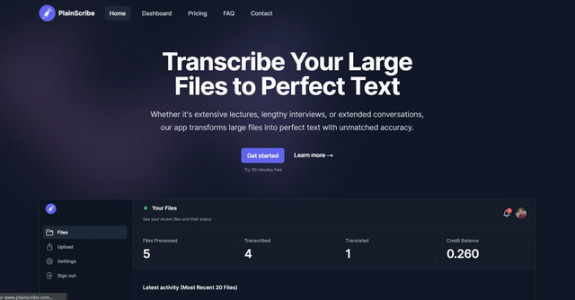 PlainScribe
Home
Dashboard
Pricing
FAQ
Contact
Transcribe Your Large
Files to Perfect Text
Whether it's extensive lectures, lengthy interviews, or extended conversations,
our app transforms large files into perfect text with unmatched accuracy.
Get started
Learn more →
Try 30 minutes free
Your Files
See your recent files and their status
Files
Upload
Settings
Sign out
Files Processed
5
Transcribed
4
Translated
1
Credit Balance
0.260
Latest activity (Most Recent 20 Files)
www.plainscribe.com...